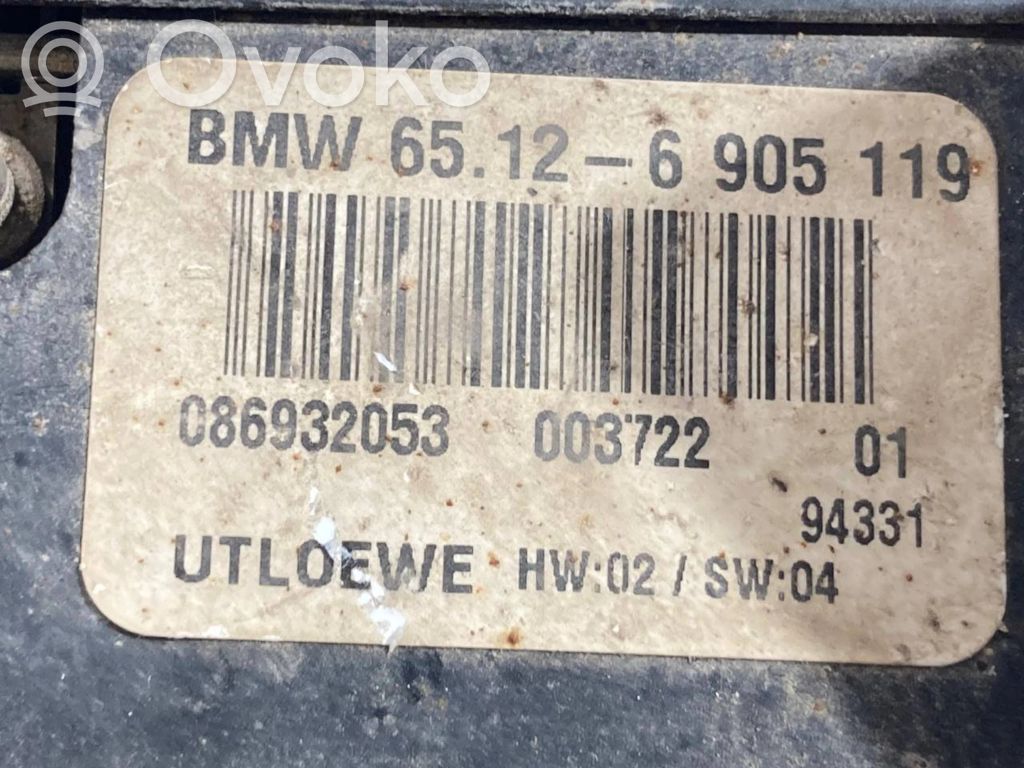 Ovoko
BMW 65.12-6 905 119
086932053 003722 01
94331
UTLOEWE HW:02 / SW:04